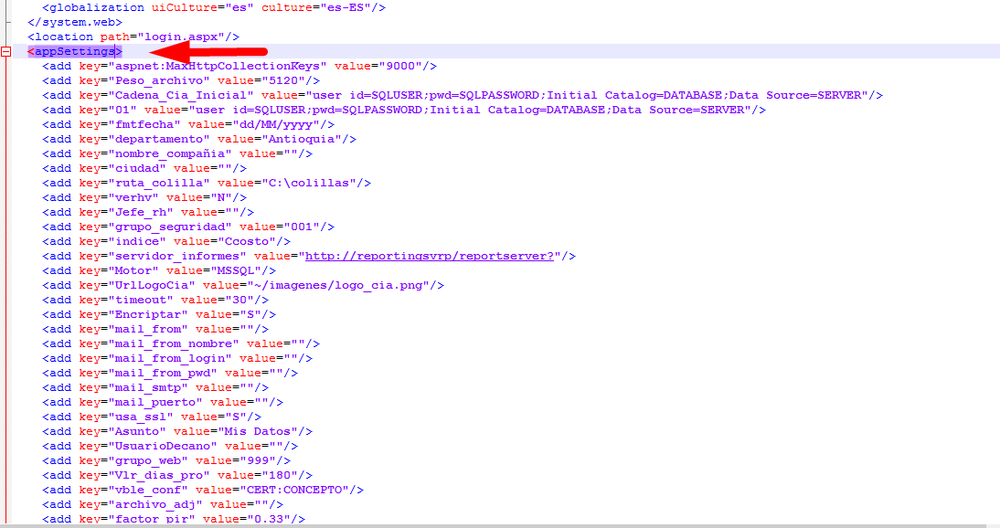 <globalization uiCulture="es" culture="es-ES"/>
</system.web>
<location path="login.aspx"/>
<appSettings>
<add key="aspnet:MaxHttpCollectionKeys" value="9000"/>
<add key="Peso_archivo" value="5120"/>
<add key="Cadena_Cia_Inicial" value="user id=SQLUSER;pwd=SQLPASSWORD;Initial Catalog=DATABASE;Data Source=SERVER"/>
<add key="01" value="user id=SQLUSER;pwd=SQLPASSWORD;Initial Catalog=DATABASE;Data Source=SERVER"/>
<add key="fmtfecha" value="dd/MM/yyyy"/>
<add key="departamento" value="Antioquia"/>
<add key="nombre_compañia" value=""/>
<add key="ciudad" value=""/>
<add key="ruta_colilla" value="C:\colillas"/>
<add key="verhv" value="N"/>
<add key="Jefe_rh" value=""/>
<add key="grupo_seguridad" value="001"/>
<add key="indice" value="Ccosto"/>
<add key="servidor_informes" value="http://reportingsvrp/reportserver?"/>
<add key="Motor" value="MSSQL"/>
<add key="UrlLogoCia" value="~/imagenes/logo_cia.png"/>
<add key="timeout" value="30"/>
<add key="Encriptar" value="S"/>
<add key="mail_from" value=""/>
<add key="mail_from_nombre" value=""/>
<add key="mail_from_login" value=""/>
<add key="mail_from_pwd" value=""/>
<add key="mail_smtp" value=""/>
<add key="mail_puerto" value=""/>
<add key="usa_ssl" value="S"/>
<add key="Asunto" value="Mis Datos"/>
<add key="UsuarioDecano" value=""/>
<add key="grupo_web" value="999"/>
<add key="Vlr_dias_pro" value="180"/>
<add key="vble_conf" value="CERT:CONCEPTO"/>
<add key="archivo_adj" value=""/>
<add key="factor_pir" value="0.33"/>